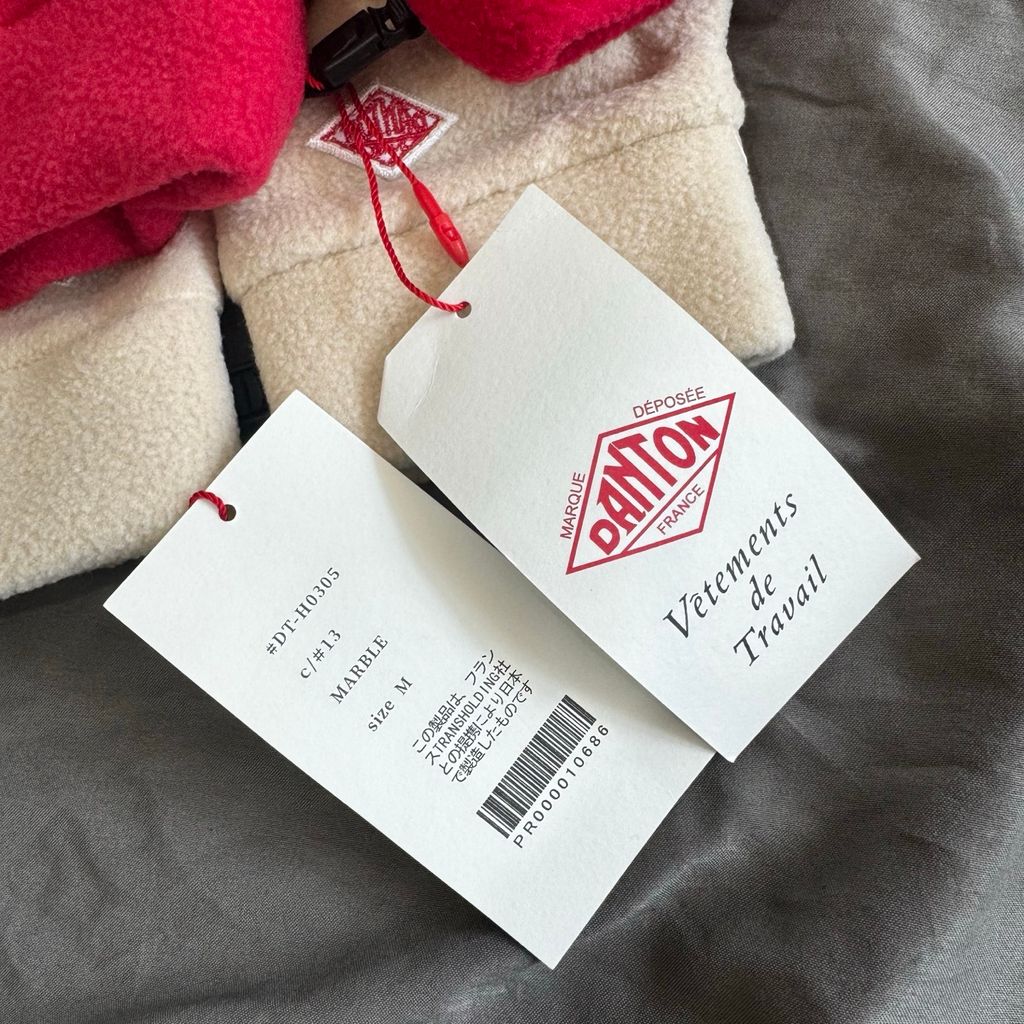 DANTON
MARQUE
DÉPOSÉE
DANTON
FRANCE
Vêtements
de
Travail
#DT-H0305
C/#13
MARBLE
size M
この製品は、フラン
スTRANSHOLDING社
との提携により日本
で製造したものです
PR000010686